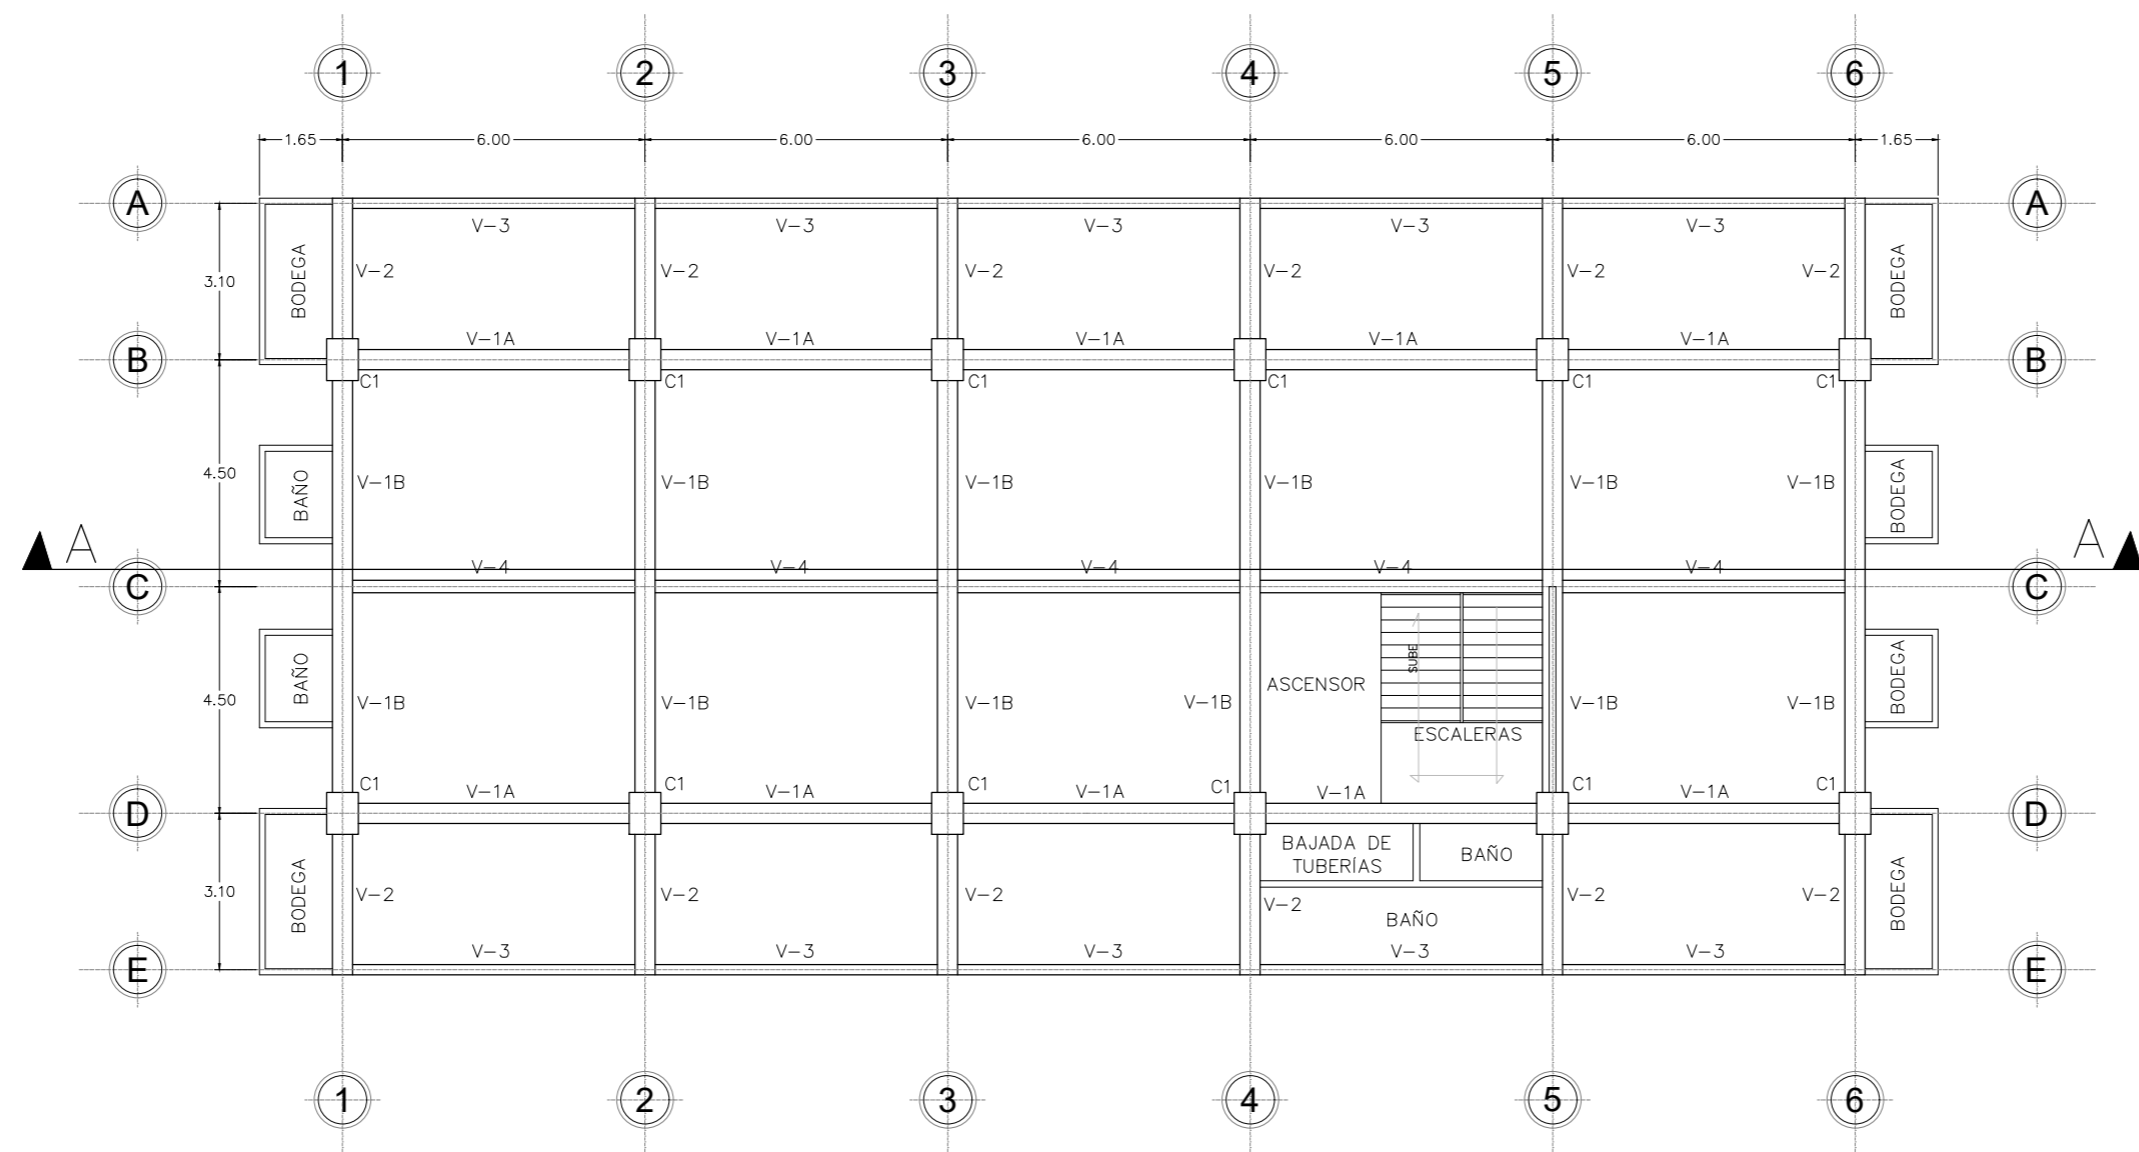 1 2 3 4 5 6
1.65 6.00 6.00 6.00 6.00 6.00 1.65
A A
V-3 V-3 V-3 V-3 V-3
BODEGA 3.10 V-2 V-2 V-2 V-2 V-2 V-2 BODEGA
V-1A V-1A V-1A V-1A V-1A
B B
C1 C1 C1 C1 C1 C1
4.50 BAÑO V-1B V-1B V-1B V-1B V-1B V-1B BODEGA
A A
V-4 V-4 V-4 V-4 V-4
C C
SUBE
BAÑO ASCENSOR BODEGA
4.50 V-1B V-1B V-1B V-1B V-1B V-1B
ESCALERAS
C1 C1 C1 C1 C1 C1
V-1A V-1A V-1A V-1A V-1A
D D
BAJADA DE
TUBERÍAS
BAÑO
3.10 BODEGA V-2 V-2 V-2 V-2 V-2 V-2 BODEGA
BAÑO
V-3 V-3 V-3 V-3 V-3
E E
1 2 3 4 5 6